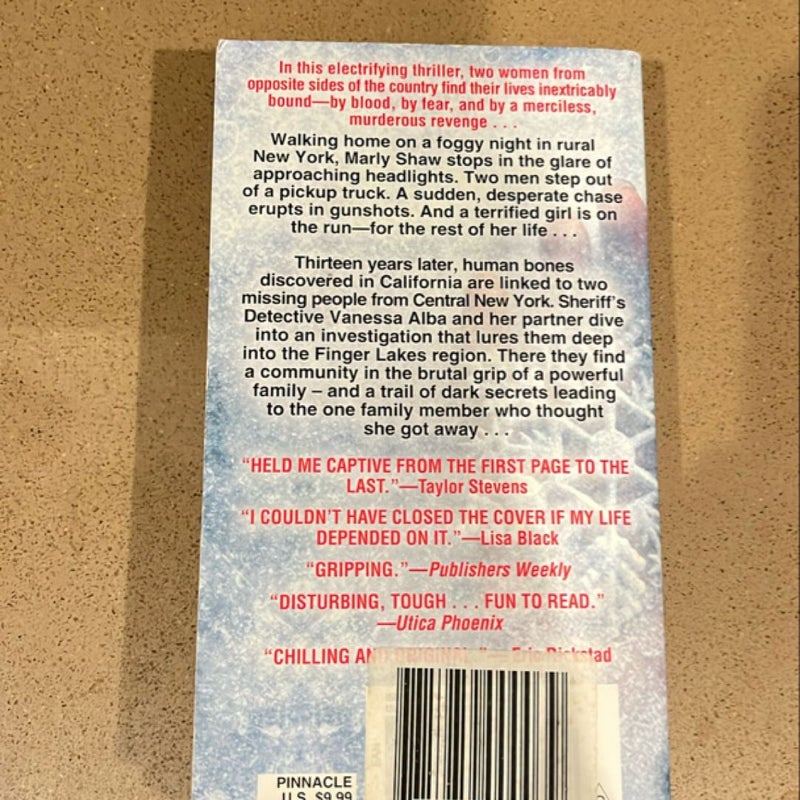 In this electrifying thriller, two women from
opposite sides of the country find their lives inextricably
bound—by blood, by fear, and by a merciless,
murderous revenge . . .
Walking home on a foggy night in rural
New York, Marly Shaw stops in the glare of
approaching headlights. Two men step out
of a pickup truck. A sudden, desperate chase
erupts in gunshots. And a terrified girl is on
the run—for the rest of her life . . .
Thirteen years later, human bones
discovered in California are linked to two
missing people from Central New York. Sheriff's
Detective Vanessa Alba and her partner dive
into an investigation that lures them deep
into the Finger Lakes region. There they find
a community in the brutal grip of a powerful
family – and a trail of dark secrets leading
to the one family member who thought
she got away . . .
“HELD ME CAPTIVE FROM THE FIRST PAGE TO THE
LAST.”—Taylor Stevens
“I COULDN'T HAVE CLOSED THE COVER IF MY LIFE
DEPENDED ON IT.”—Lisa Black
“GRIPPING.”—Publishers Weekly
“DISTURBING, TOUGH . . . FUN TO READ.”
—Utica Phoenix
“CHILLING AND
PINNACLE
U.S. $9.99